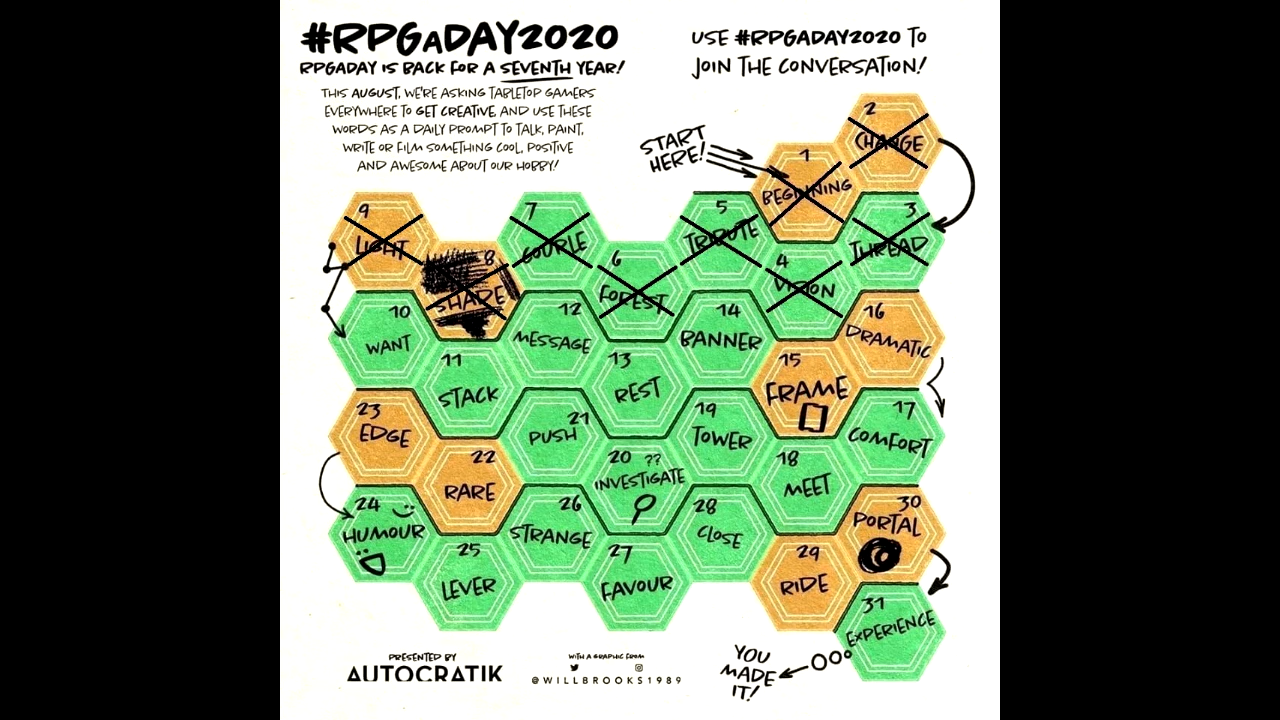 #RPGaDAY2020
RPGADAY IS BACK FOR A SEVENTH YEAR!
THIS AUGUST, WE'RE ASKING TABLETOP GAMERS
EVERYWHERE TO GET CREATIVE, AND USE THESE
WORDS AS A DAILY PROMPT TO TALK, PAINT,
WRITE OR FILM SOMETHING COOL, POSITIVE
AND AWESOME ABOUT OUR HOBBY!
USE #RPGADAY2020 TO
JOIN THE CONVERSATION!
START
HERE!
1
BEGINNING
2
CHANGE
3
THREAD
4
VISION
5
TRIBUTE
6
FOREST
7
COUPLE
8
SHADE
9
LIGHT
10
WANT
11
STACK
12
MESSAGE
13
REST
14
BANNER
15
FRAME
16
DRAMATIC
17
COMFORT
18
MEET
19
TOWER
20 ??
INVESTIGATE
21
PUSH
22
RARE
23
EDGE
24
HUMOUR
25
LEVER
26
STRANGE
27
FAVOUR
28
CLOSE
29
RIDE
30
PORTAL
31
EXPERIENCE
YOU
MADE
IT!
PRESENTED BY
AUTOCRATIK
WITH A GRAPHIC FROM
@WILLBROOKS1989